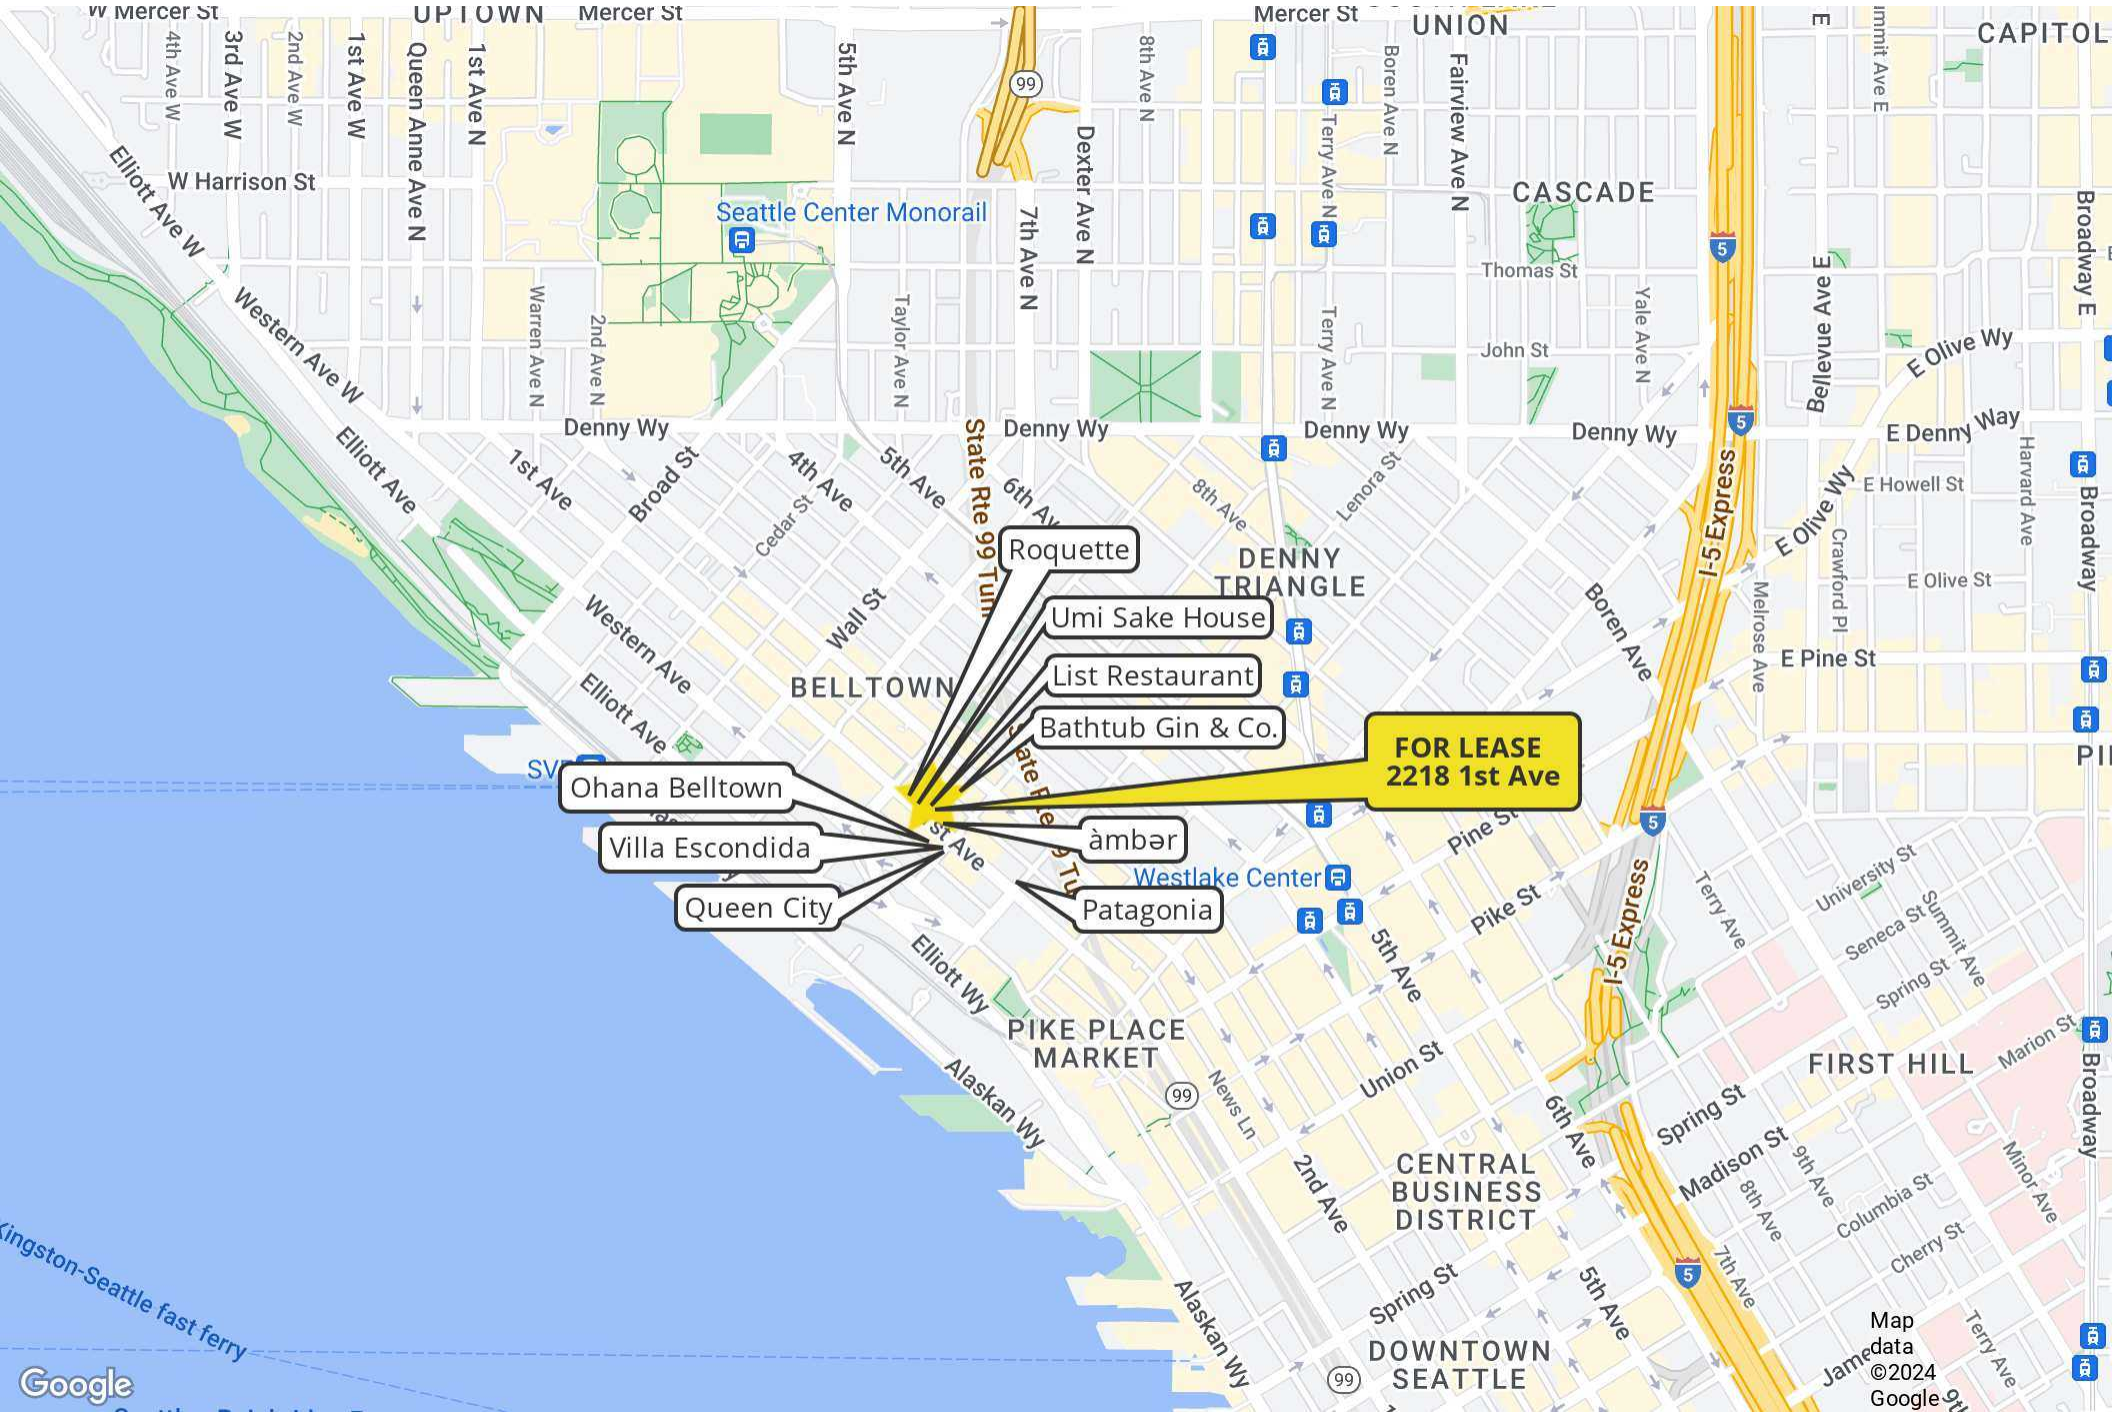 W Mercer St
UPTOWN
Mercer St
Mercer St
UNION
CAPITOL
4th Ave W
3rd Ave W
2nd Ave W
1st Ave W
Queen Anne Ave N
1st Ave N
5th Ave N
99
Dexter Ave N
8th Ave N
Terry Ave N
Boren Ave N
Fairview Ave N
Elliott Ave W
W Harrison St
Seattle Center Monorail
7th Ave N
CASCADE
5
Broadway E
Thomas St
Western Ave W
Warren Ave N
2nd Ave N
Taylor Ave N
Terry Ave N
John St
Yale Ave N
Bellevue Ave E
E Olive Wy
Denny Wy
Denny Wy
Denny Wy
Denny Wy
5
E Denny Way
Elliott Ave
1st Ave
Broad St
4th Ave
Cedar St
5th Ave
State Rte 99 Tun
6th Av
8th Ave
Lenora St
I-5 Express
E Olive Wy
E Howell St
Harvard Ave
Broadway
Crawford Pl
Roquette
DENNY
TRIANGLE
E Olive St
Wall St
Umi Sake House
Boren Ave
Melrose Ave
Western Ave
E Pine St
BELLTOWN
List Restaurant
Elliott Ave
Bathtub Gin & Co.
FOR LEASE
2218 1st Ave
Ohana Belltown
Pine St
5
Villa Escondida
st Ave
àmbər
Westlake Center
Queen City
Patagonia
Pike St
I-5 Express
Terry Ave
University St
Seneca St
Summit Ave
Spring St
5th Ave
Elliott Wy
PIKE PLACE
MARKET
Alaskan Wy
99
News Ln
Union St
6th Ave
FIRST HILL
Marion St
Broadway
Spring St
Madison St
2nd Ave
CENTRAL
BUSINESS
DISTRICT
9th Ave
8th Ave
Columbia St
Minor Ave
Cherry St
Kingston-Seattle fast ferry
Alaskan Wy
Spring St
5th Ave
5
7th Ave
Terry Ave
DOWNTOWN
SEATTLE
99
Map
data
©2024
Google
Google